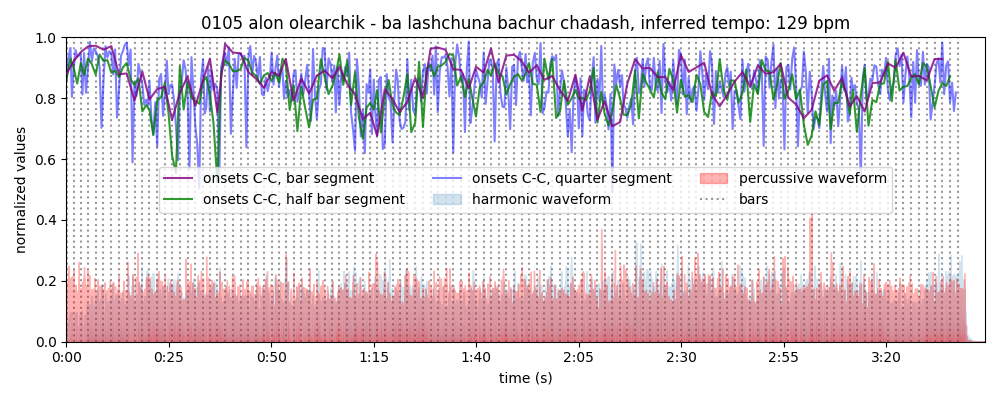 0105 alon olearchik - ba lashchuna bachur chadash, inferred tempo: 129 bpm
1.0
0.8
0.6
0.4
0.2
0.0
normalized values
onsets C-C, bar segment
onsets C-C, half bar segment
onsets C-C, quarter segment
harmonic waveform
percussive waveform
bars
0:00 0:25 0:50 1:15 1:40 2:05 2:30 2:55 3:20
time (s)